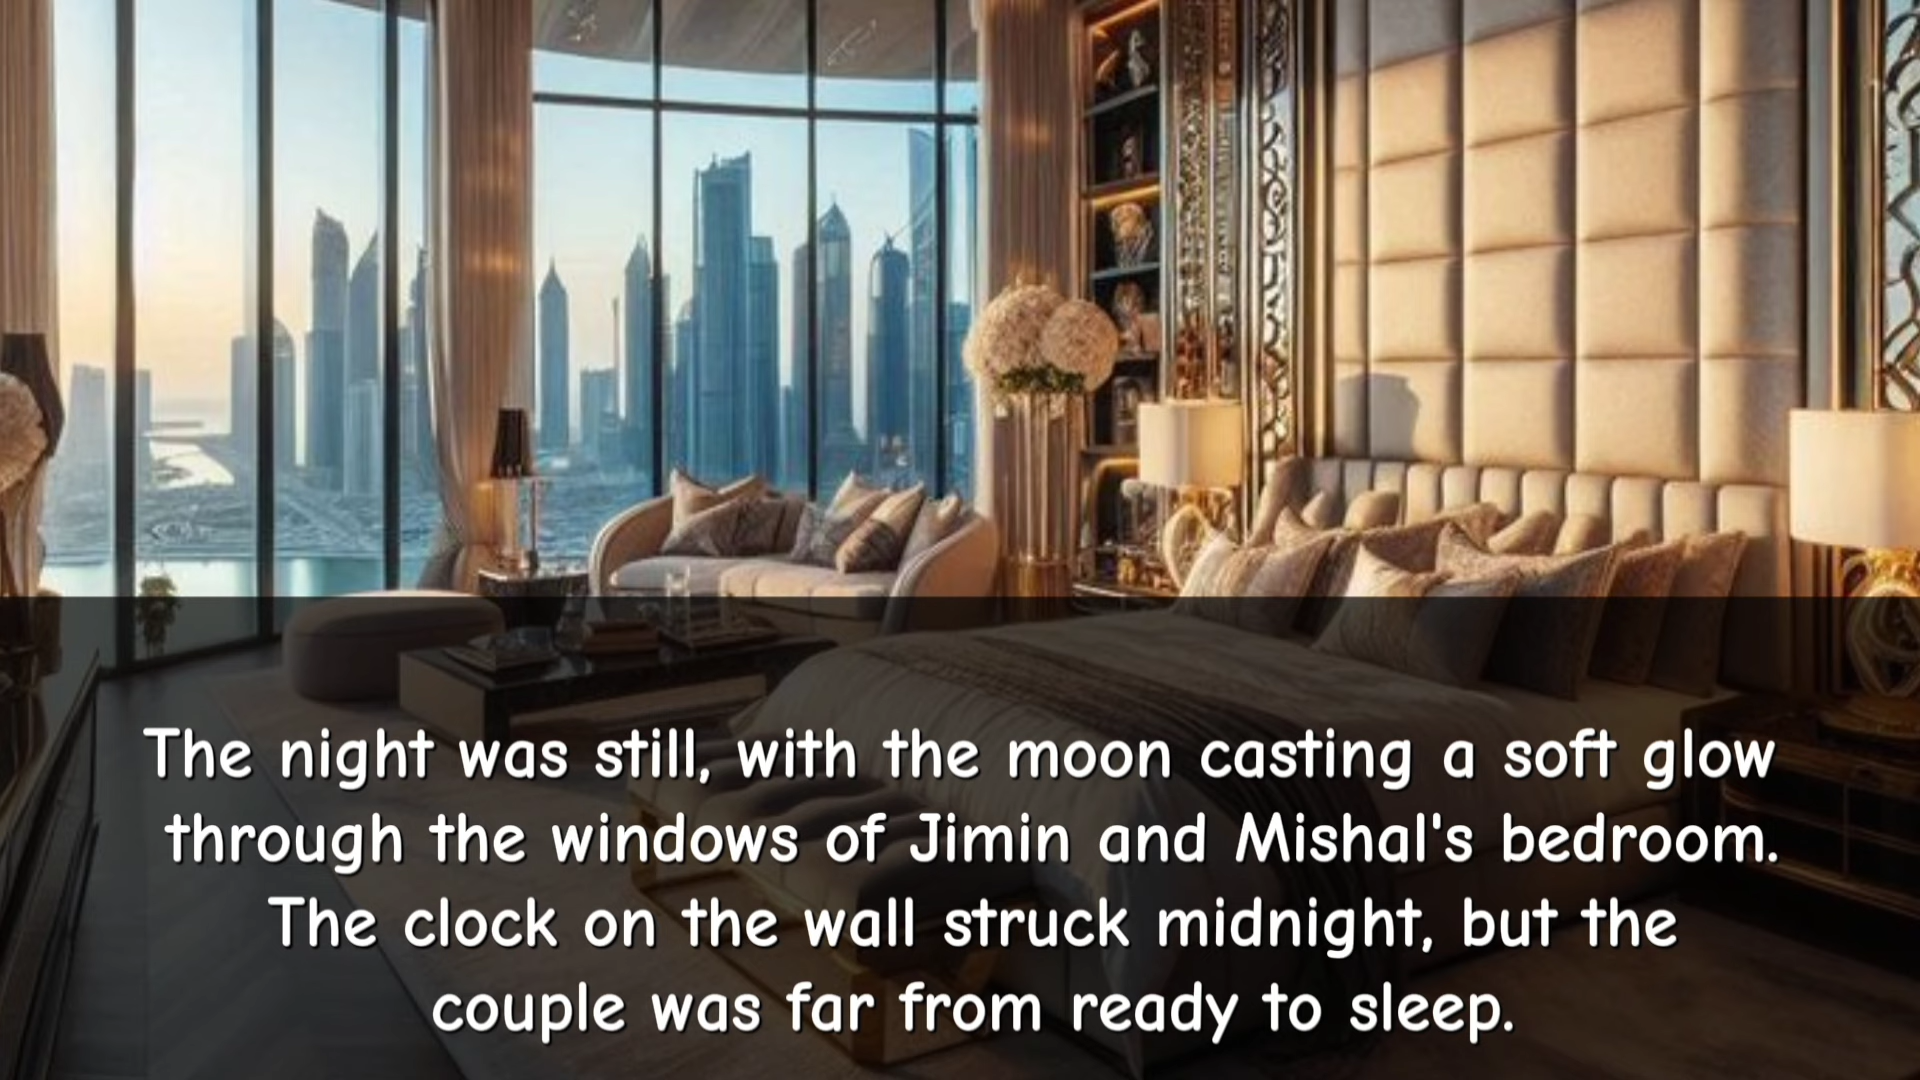 The night was still, with the moon casting a soft glow
through the windows of Jimin and Mishal's bedroom.
The clock on the wall struck midnight, but the
couple was far from ready to sleep.